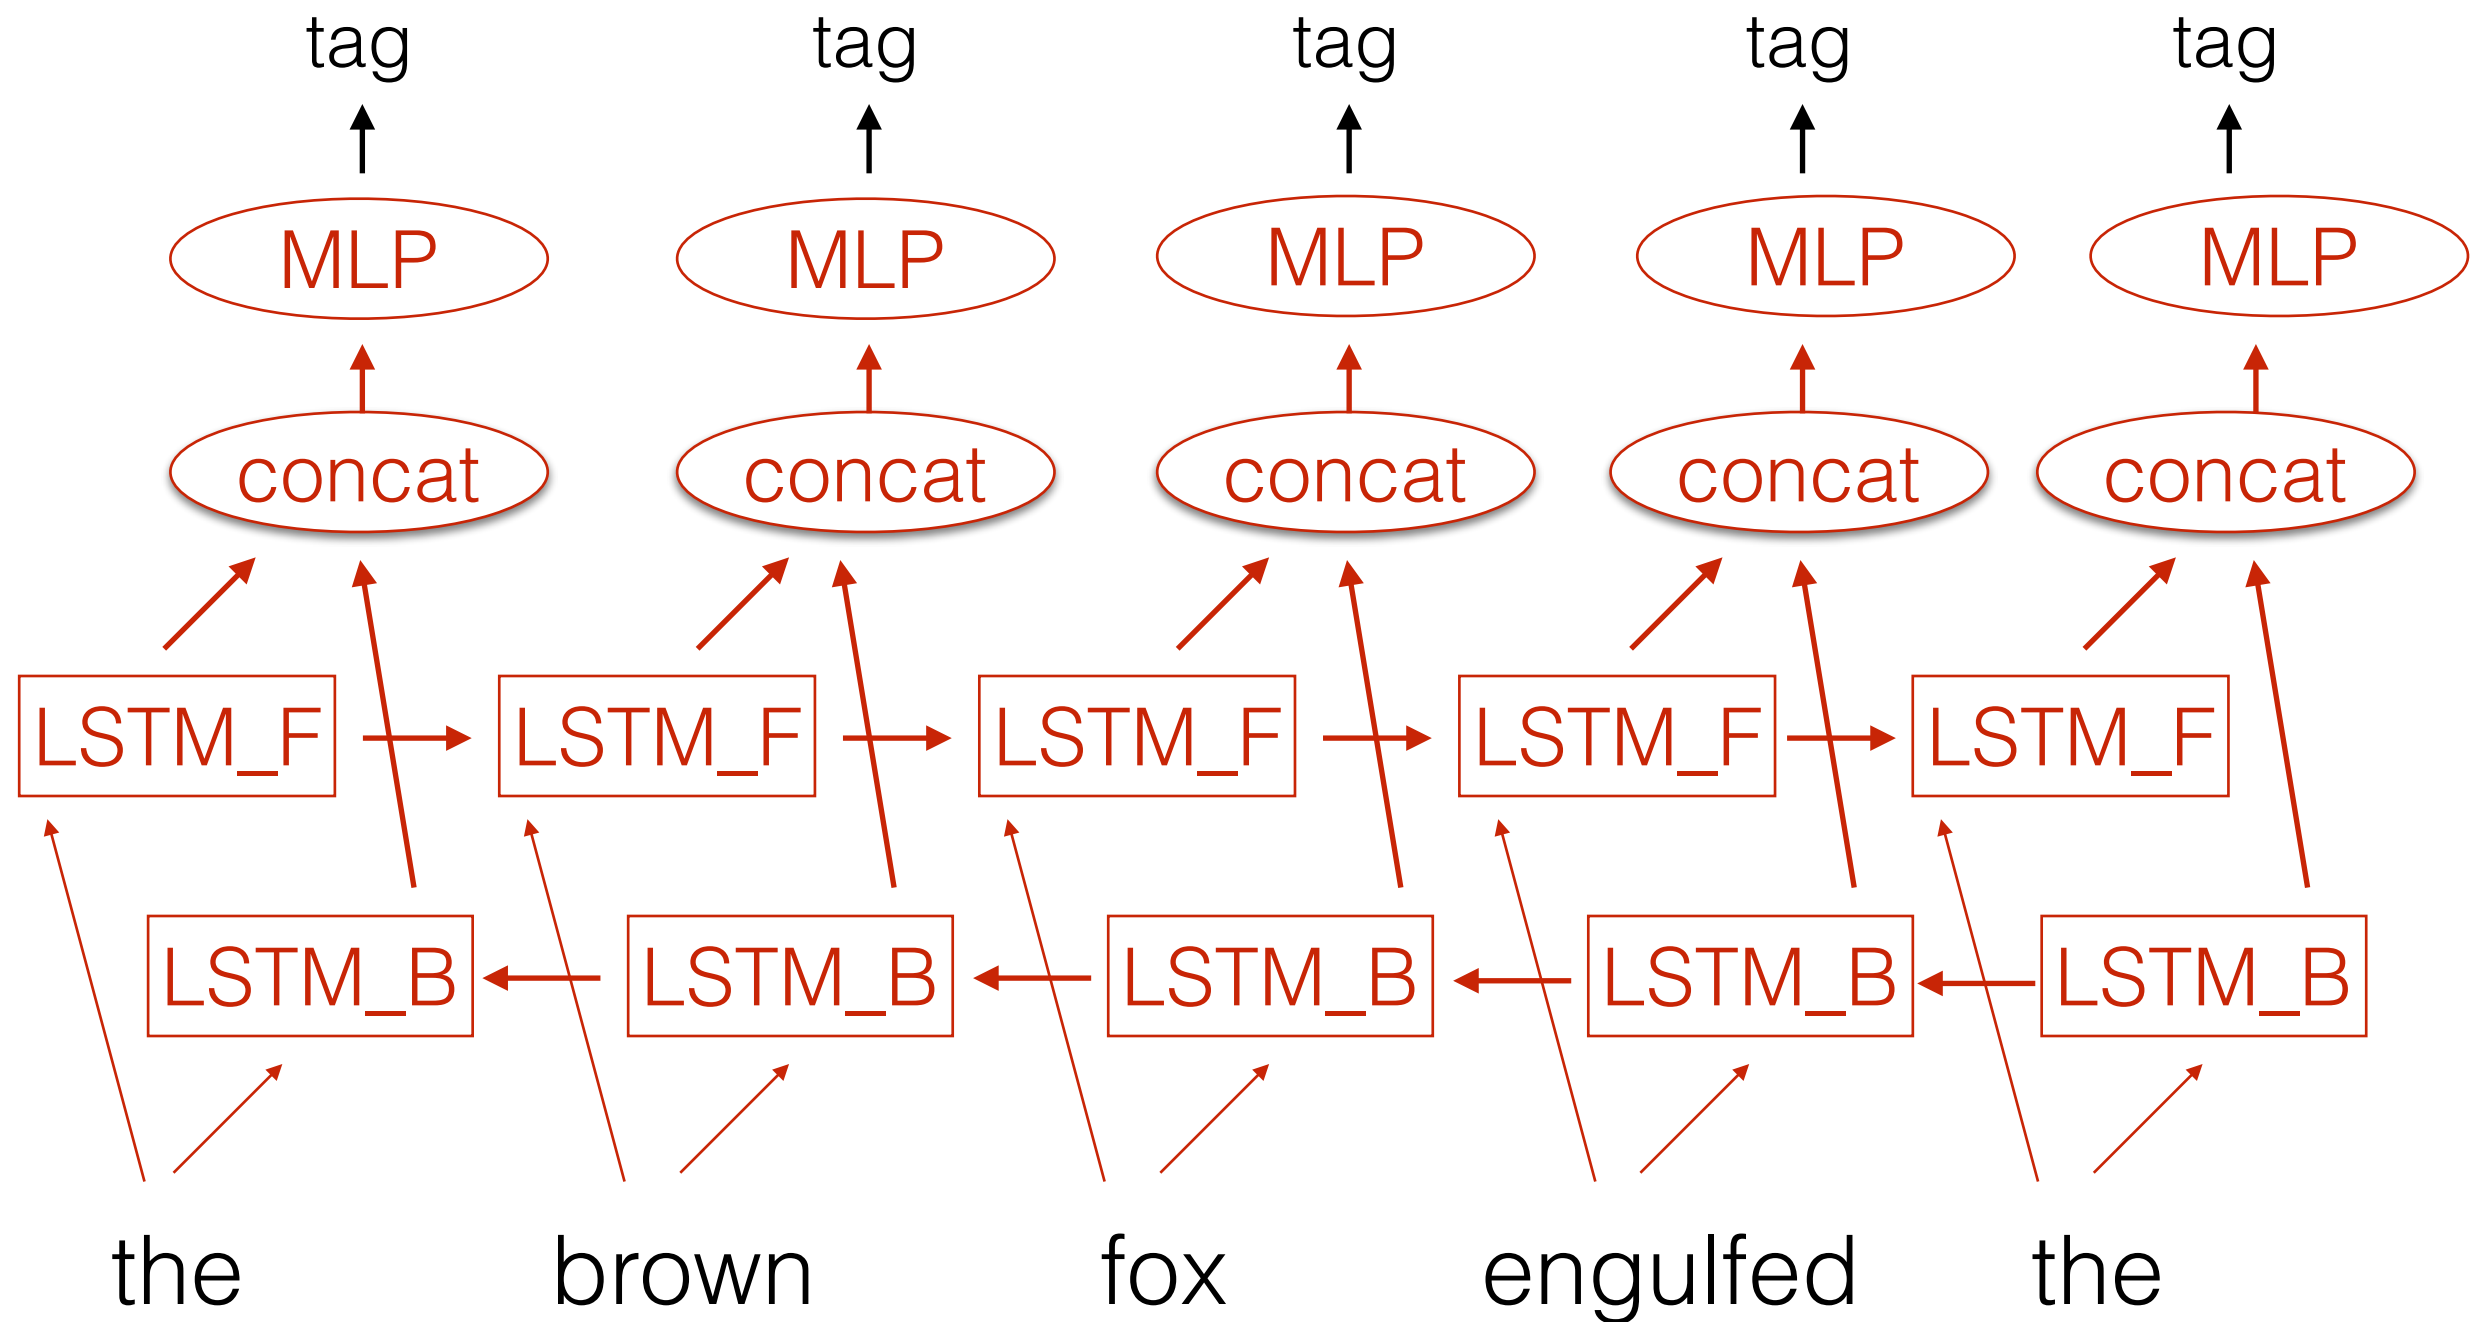 tag tag tag tag tag
MLP MLP MLP MLP MLP
concat concat concat concat concat
LSTM_F LSTM_F LSTM_F LSTM_F LSTM_F
LSTM_B LSTM_B LSTM_B LSTM_B LSTM_B
the brown fox engulfed the